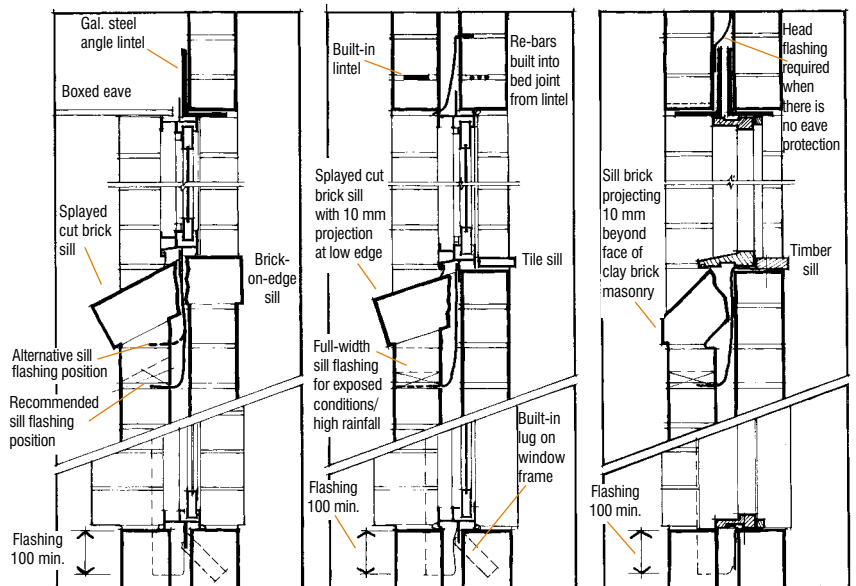 Gal. steel
angle lintel
Boxed eave
Splayed
cut brick
sill
Brick-
on-edge
sill
Alternative sill
flashing position
Recommended
sill flashing
position
Flashing
100 min.
Built-in
lintel
Re-bars
built into
bed joint
from lintel
Splayed cut
brick sill
with 10 mm
projection
at low edge
Tile sill
Full-width
sill flashing
for exposed
conditions/
high rainfall
Built-in
lug on
window
frame
Flashing
100 min.
Head
flashing
required
when
there is
no eave
protection
Sill brick
projecting
10 mm
beyond
face of
clay brick
masonry
Timber
sill
Flashing
100 min.